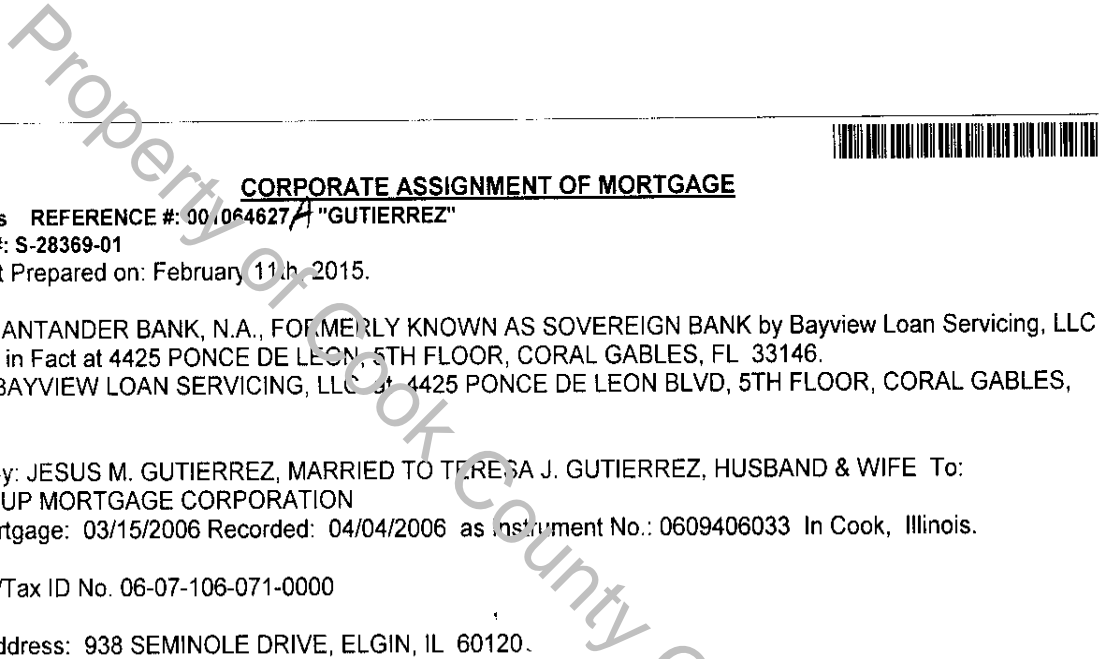 Property of Cook County
CORPORATE ASSIGNMENT OF MORTGAGE
REFERENCE #: 001064627A "GUTIERREZ"
#: S-28369-01
Prepared on: February 11th, 2015.
ANTANDER BANK, N.A., FORMERLY KNOWN AS SOVEREIGN BANK by Bayview Loan Servicing, LLC
in Fact at 4425 PONCE DE LEON, 5TH FLOOR, CORAL GABLES, FL 33146.
BAYVIEW LOAN SERVICING, LLC at 4425 PONCE DE LEON BLVD, 5TH FLOOR, CORAL GABLES,
y: JESUS M. GUTIERREZ, MARRIED TO TERESA J. GUTIERREZ, HUSBAND & WIFE To:
UP MORTGAGE CORPORATION
rtgage: 03/15/2006 Recorded: 04/04/2006 as Instrument No.: 0609406033 In Cook, Illinois.
/Tax ID No. 06-07-106-071-0000
ddress: 938 SEMINOLE DRIVE, ELGIN, IL 60120.